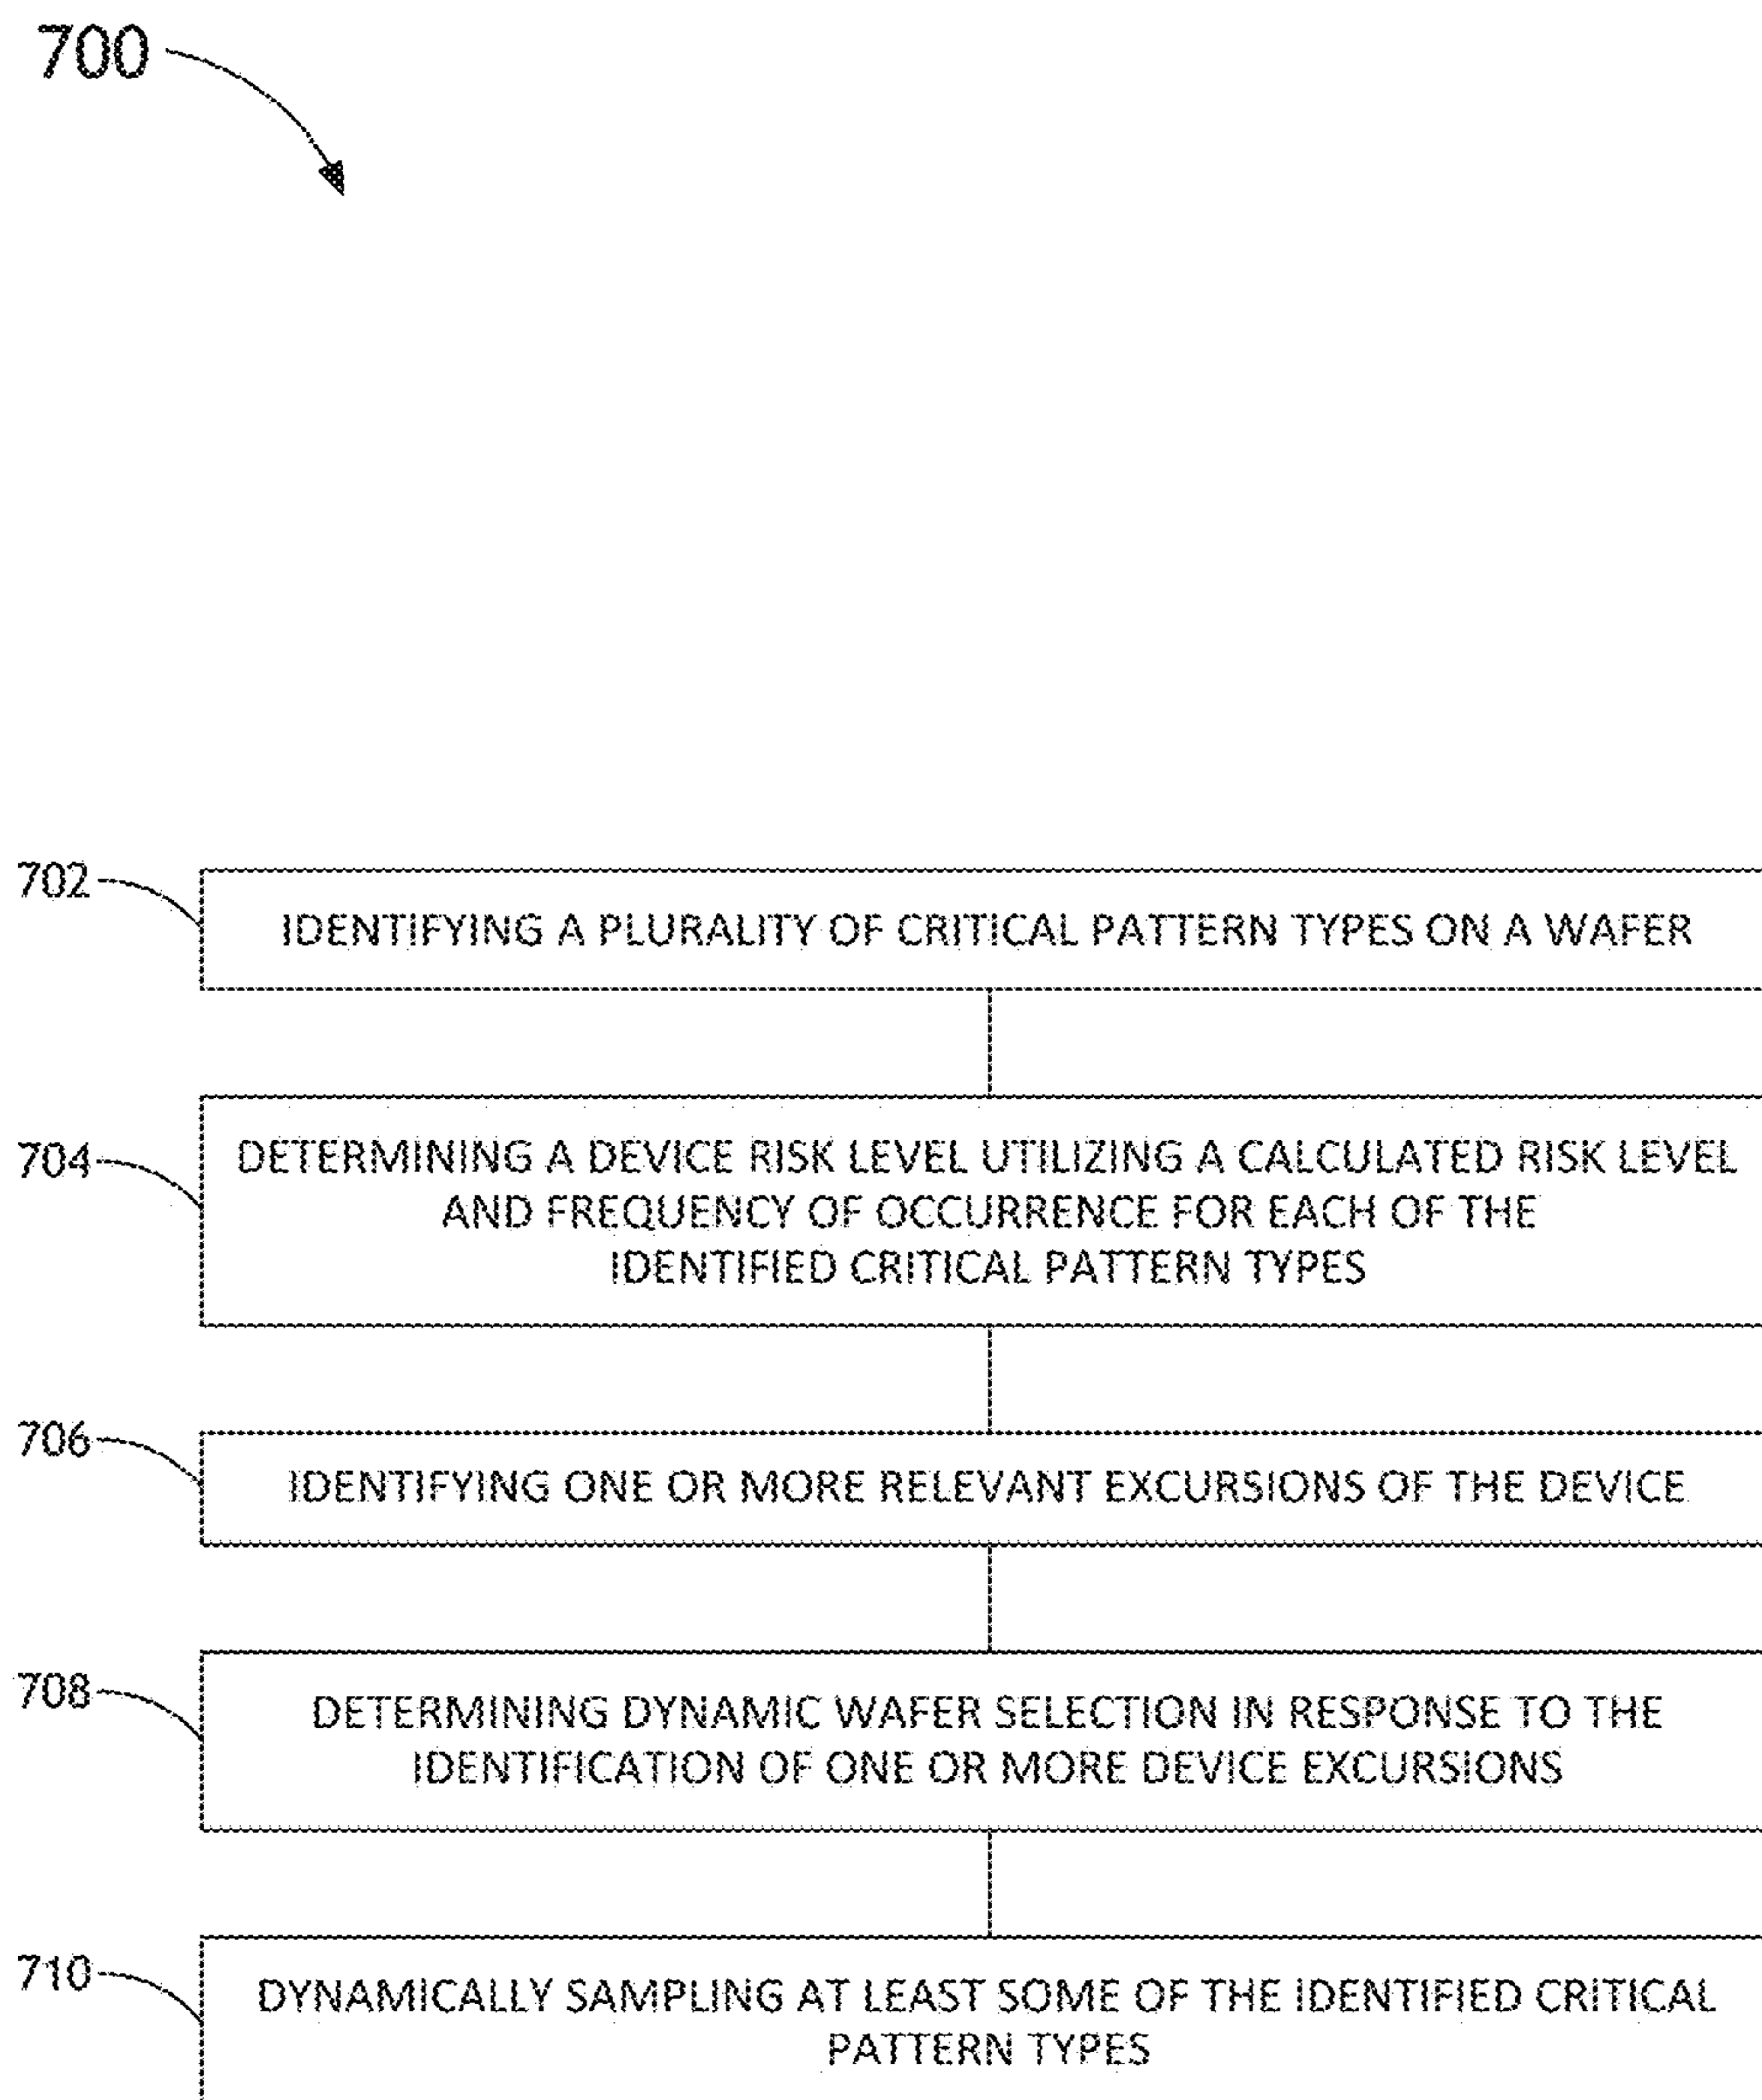 700
702
IDENTIFYING A PLURALITY OF CRITICAL PATTERN TYPES ON A WAFER
704
DETERMINING A DEVICE RISK LEVEL UTILIZING A CALCULATED RISK LEVEL
AND FREQUENCY OF OCCURRENCE FOR EACH OF THE
IDENTIFIED CRITICAL PATTERN TYPES
706
IDENTIFYING ONE OR MORE RELEVANT EXCURSIONS OF THE DEVICE
708
DETERMINING DYNAMIC WAFER SELECTION IN RESPONSE TO THE
IDENTIFICATION OF ONE OR MORE DEVICE EXCURSIONS
710
DYNAMICALLY SAMPLING AT LEAST SOME OF THE IDENTIFIED CRITICAL
PATTERN TYPES